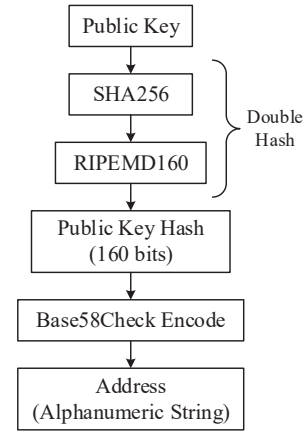 Public Key
SHA256
Double
Hash
RIPEMD160
Public Key Hash
(160 bits)
Base58Check Encode
Address
(Alphanumeric String)